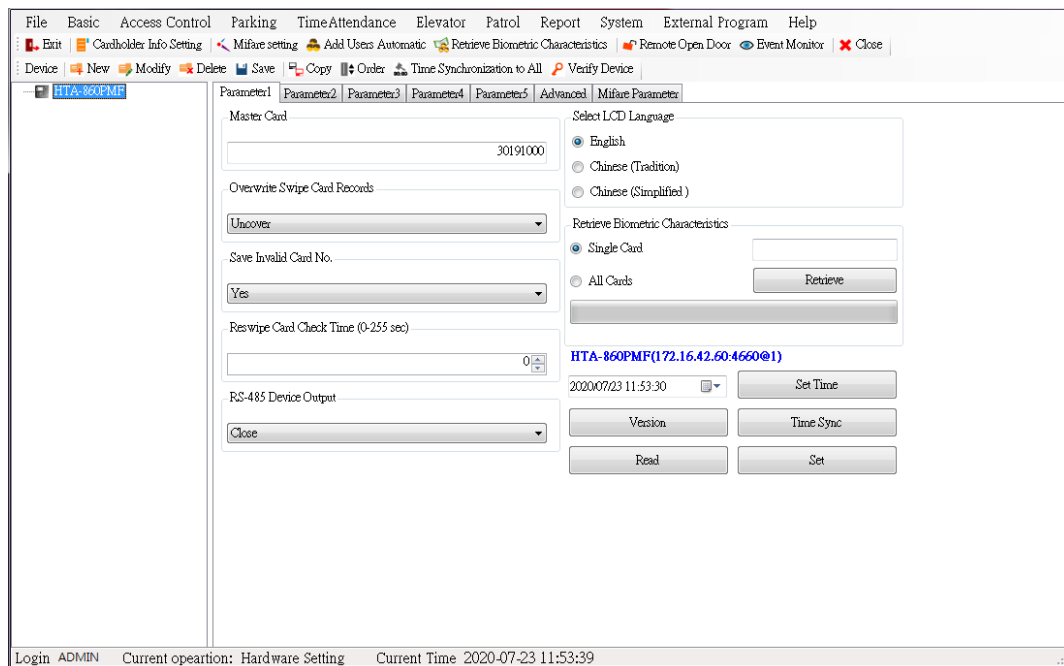 File Basic Access Control Parking TimeAttendance Elevator Patrol Report System External Program Help
Exit Cardholder Info Setting Mifare setting Add Users Automatic Retrieve Biometric Characteristics Remote Open Door Event Monitor Close
Device New Modify Delete Save Copy Order Time Synchronization to All Verify Device
HTA-860PMF
Parameter1 Parameter2 Parameter3 Parameter4 Parameter5 Advanced Mifare Parameter
Master Card
30191000
Overwrite Swipe Card Records
Uncover
Save Invalid Card No.
Yes
Reswipe Card Check Time (0-255 sec)
0
RS-485 Device Output
Close
Select LCD Language
English
Chinese (Tradition)
Chinese (Simplified )
Retrieve Biometric Characteristics
Single Card
All Cards Retrieve
HTA-860PMF(172.16.42.60:4660@1)
2020/07/23 11:53:30 Set Time
Version Time Sync
Read Set
Login ADMIN Current opeartion: Hardware Setting Current Time 2020-07-23 11:53:39